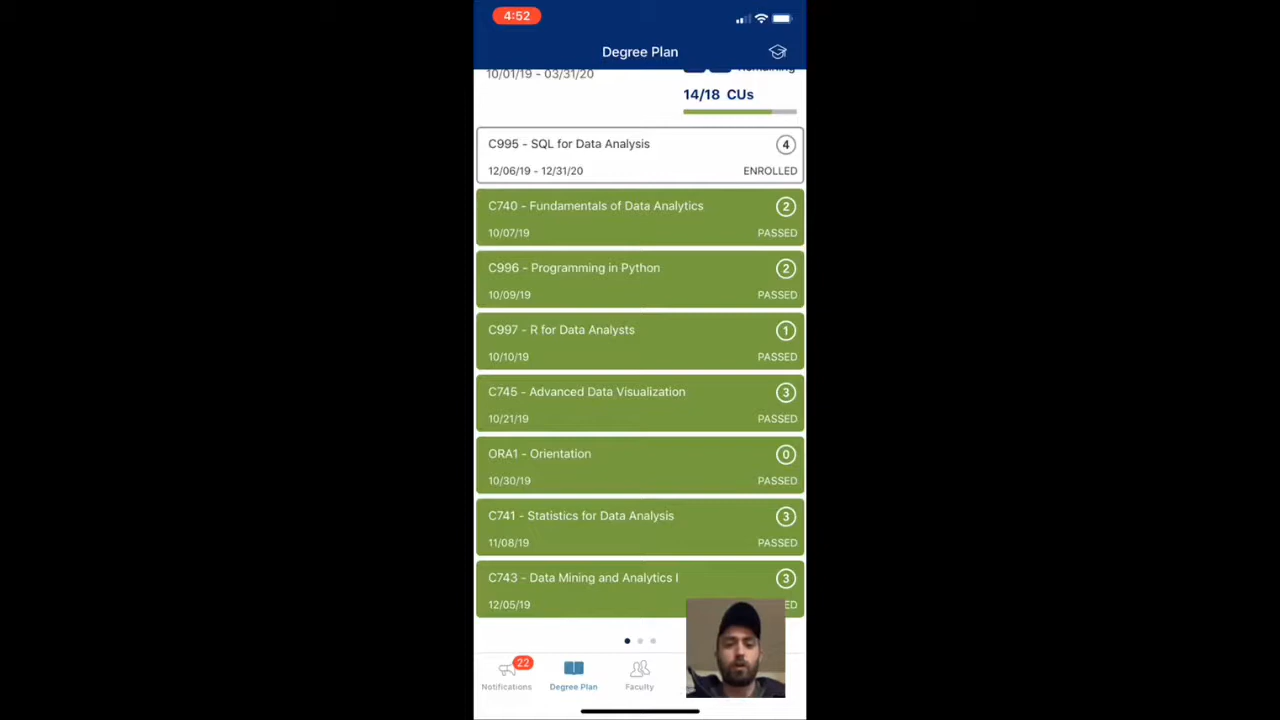 4:52
Degree Plan
10/01/19 - 03/31/20
Remaining
14/18 CUs
C995 - SQL for Data Analysis
4
12/06/19 - 12/31/20
ENROLLED
C740 - Fundamentals of Data Analytics
2
10/07/19
PASSED
C996 - Programming in Python
2
10/09/19
PASSED
C997 - R for Data Analysts
1
10/10/19
PASSED
C745 - Advanced Data Visualization
3
10/21/19
PASSED
ORA1 - Orientation
0
10/30/19
PASSED
C741 - Statistics for Data Analysis
3
11/08/19
PASSED
C743 - Data Mining and Analytics I
3
12/05/19
ED
22
Notifications
Degree Plan
Faculty